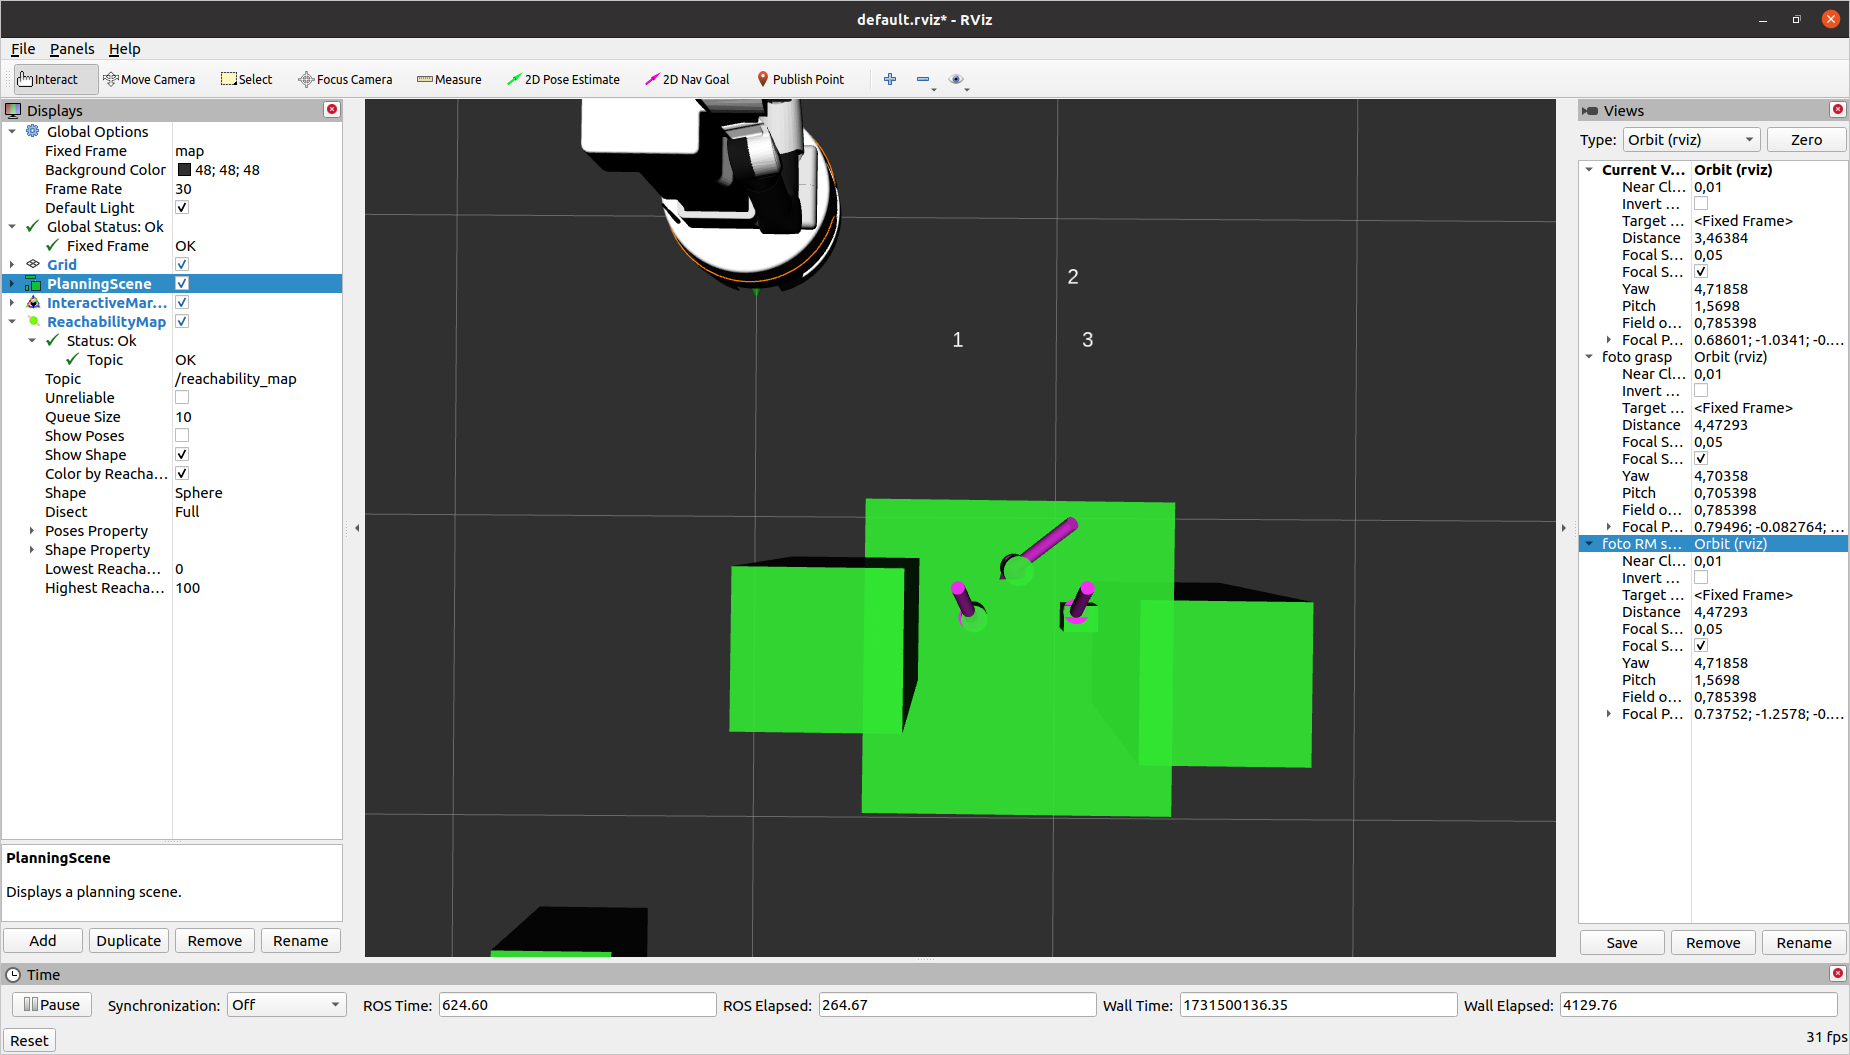 default.rviz* - RViz
File Panels Help
Interact Move Camera Select Focus Camera Measure 2D Pose Estimate 2D Nav Goal Publish Point
Displays
Global Options
Fixed Frame map
Background Color 48; 48; 48
Frame Rate 30
Default Light
Global Status: Ok
Fixed Frame OK
Grid
PlanningScene
InteractiveMar...
ReachabilityMap
Status: Ok
Topic OK
Topic /reachability_map
Unreliable
Queue Size 10
Show Poses
Show Shape
Color by Reacha...
Shape Sphere
Disect Full
Poses Property
Shape Property
Lowest Reacha... 0
Highest Reacha... 100
PlanningScene
Displays a planning scene.
Add Duplicate Remove Rename
2
1 3
Views
Type: Orbit (rviz) Zero
Current V... Orbit (rviz)
Near Cl... 0,01
Invert ...
Target ... <Fixed Frame>
Distance 3,46384
Focal S... 0,05
Focal S...
Yaw 4,71858
Pitch 1,5698
Field o... 0,785398
Focal P... 0.68601; -1.0341; -0....
foto grasp Orbit (rviz)
Near Cl... 0,01
Invert ...
Target ... <Fixed Frame>
Distance 4,47293
Focal S... 0,05
Focal S...
Yaw 4,70358
Pitch 0,705398
Field o... 0,785398
Focal P... 0.79496; -0.082764; ...
foto RM s... Orbit (rviz)
Near Cl... 0,01
Invert ...
Target ... <Fixed Frame>
Distance 4,47293
Focal S... 0,05
Focal S...
Yaw 4,71858
Pitch 1,5698
Field o... 0,785398
Focal P... 0.73752; -1.2578; -0....
Save Remove Rename
Time
Pause Synchronization: Off ROS Time: 624.60 ROS Elapsed: 264.67 Wall Time: 1731500136.35 Wall Elapsed: 4129.76
Reset 31 fps